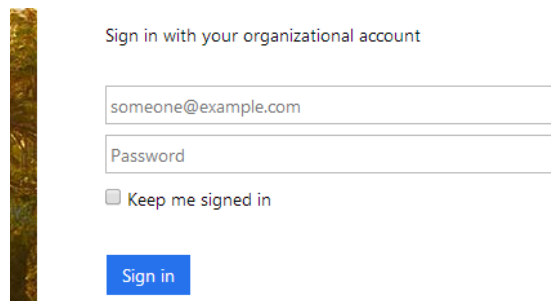 Sign in with your organizational account
someone@example.com
Password
Keep me signed in
Sign in